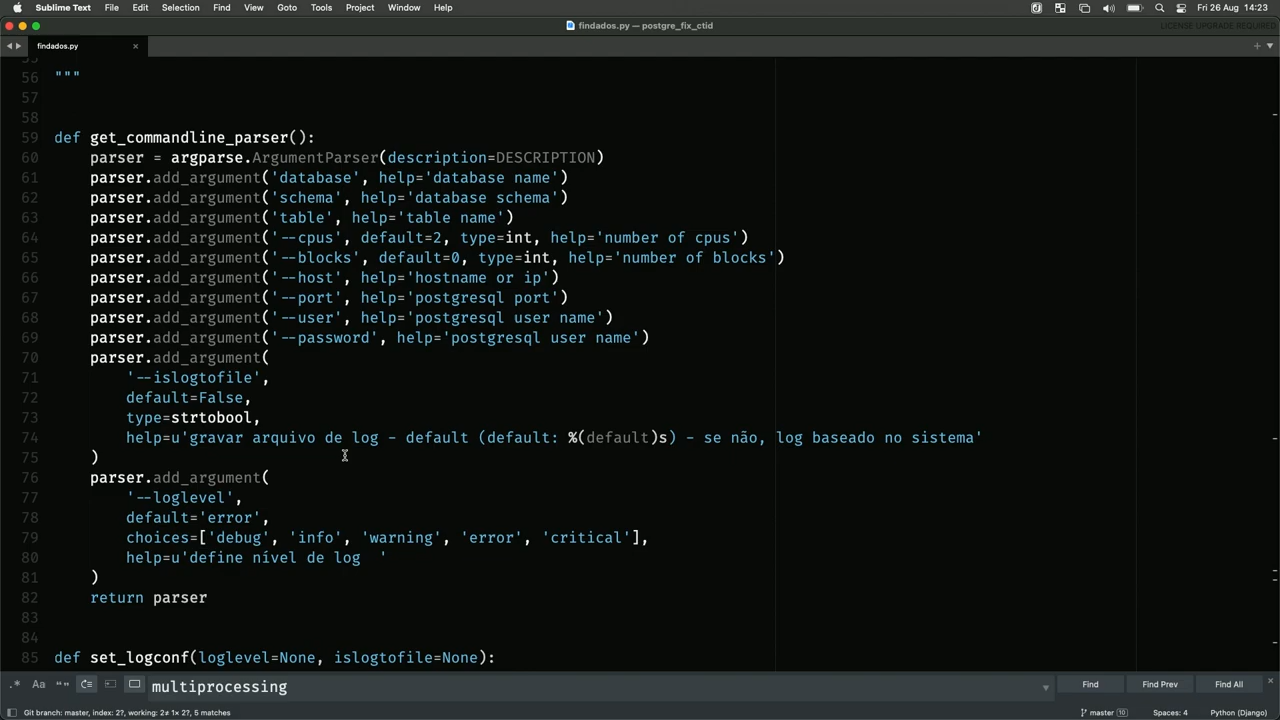 Sublime Text File Edit Selection Find View Goto Tools Project Window Help Fri 26 Aug 14:23
findados.py — postgre_fix_ctid LICENSE UPGRADE REQUIRED
findados.py
55
56 """
57
58
59 def get_commandline_parser():
60 parser = argparse.ArgumentParser(description=DESCRIPTION)
61 parser.add_argument('database', help='database name')
62 parser.add_argument('schema', help='database schema')
63 parser.add_argument('table', help='table name')
64 parser.add_argument('--cpus', default=2, type=int, help='number of cpus')
65 parser.add_argument('--blocks', default=0, type=int, help='number of blocks')
66 parser.add_argument('--host', help='hostname or ip')
67 parser.add_argument('--port', help='postgresql port')
68 parser.add_argument('--user', help='postgresql user name')
69 parser.add_argument('--password', help='postgresql user name')
70 parser.add_argument(
71 '--islogtofile',
72 default=False,
73 type=strtobool,
74 help=u'gravar arquivo de log - default (default: %(default)s) - se não, log baseado no sistema'
75 )
76 parser.add_argument(
77 '--loglevel',
78 default='error',
79 choices=['debug', 'info', 'warning', 'error', 'critical'],
80 help=u'define nível de log  '
81 )
82 return parser
83
84
85 def set_logconf(loglevel=None, islogtofile=None):
.* Aa “” multiprocessing Find Find Prev Find All
Git branch: master, index: 2?, working: 2≠ 1× 2?, 5 matches master 10 Spaces: 4 Python (Django)